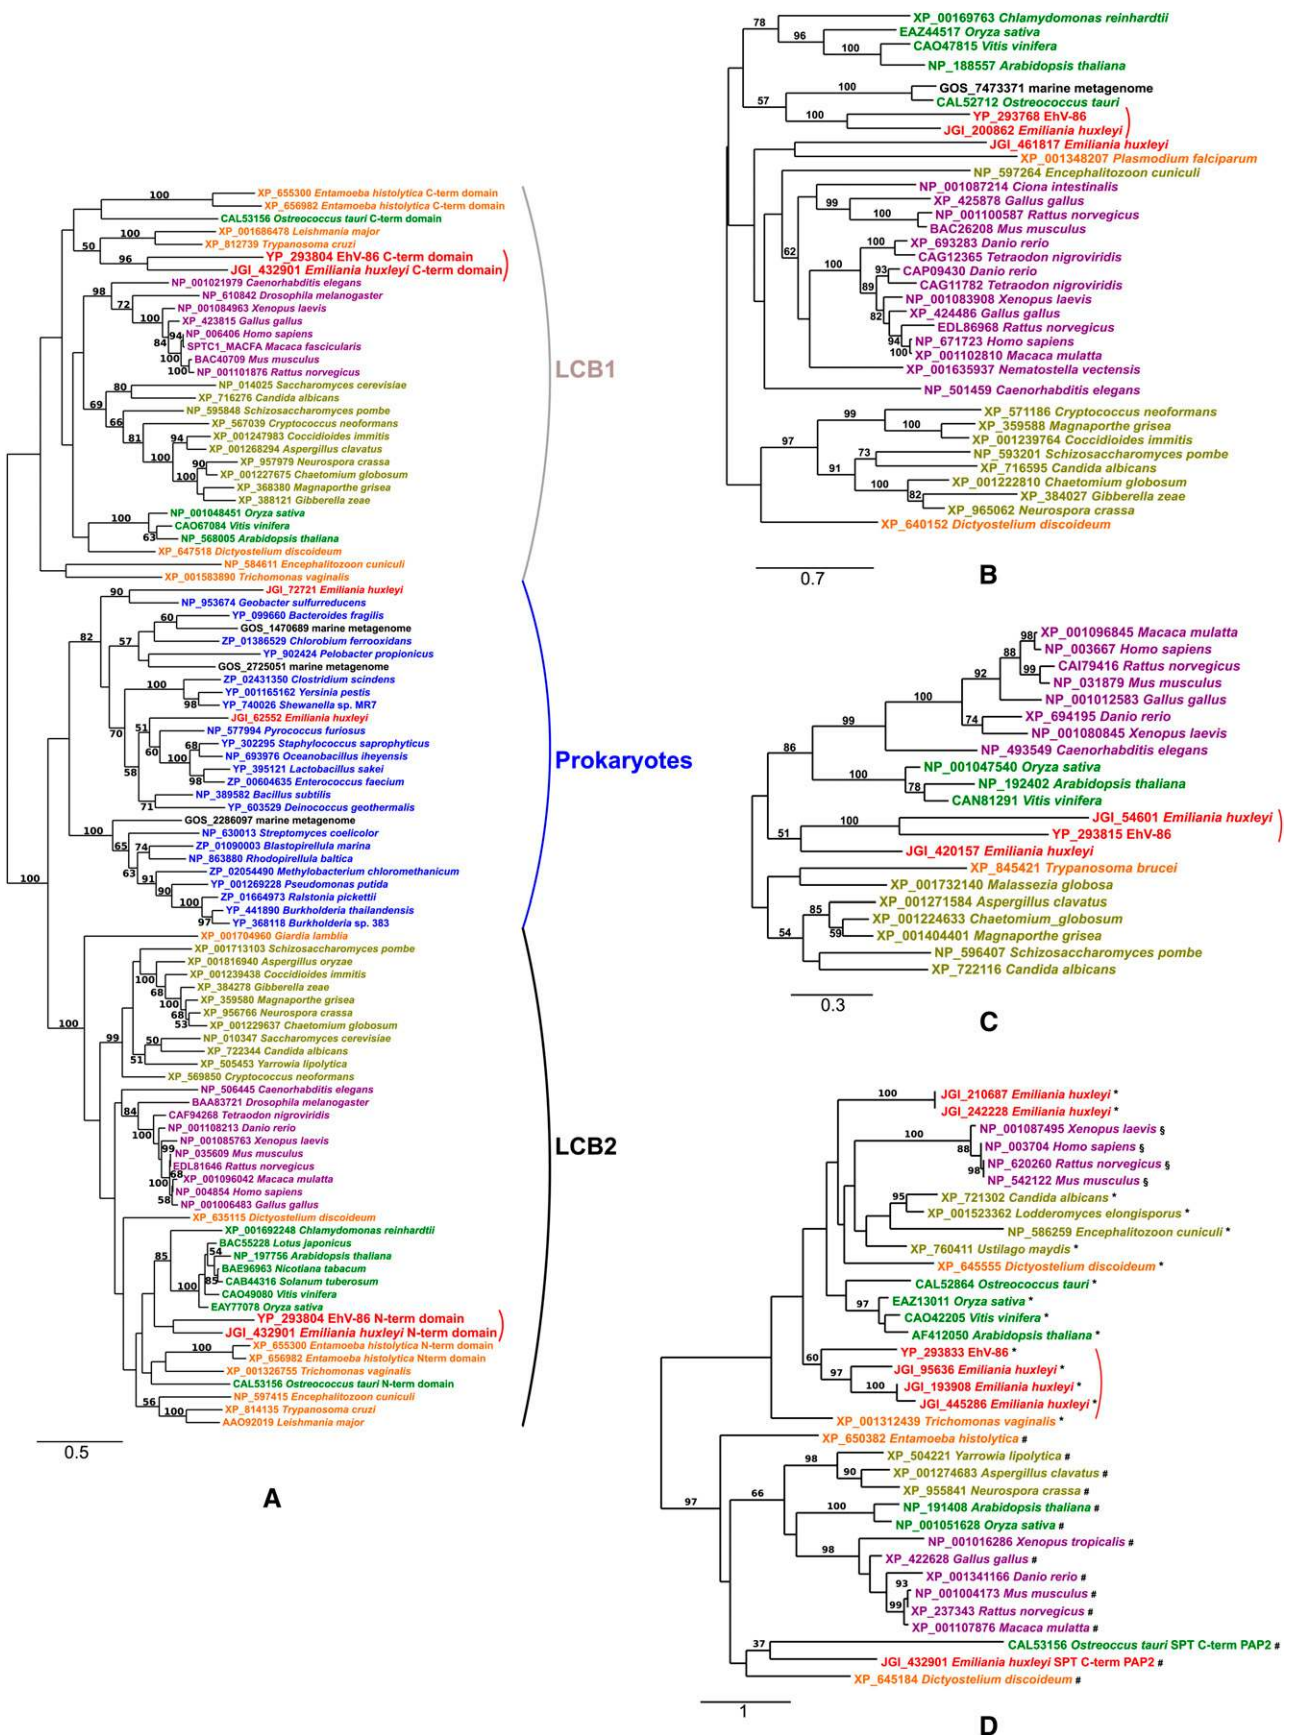 100
XP_655300 Entamoeba histolytica C-term domain
XP_656982 Entamoeba histolytica C-term domain
CAL53156 Ostreococcus tauri C-term domain
XP_001686478 Leishmania major
100
XP_812739 Trypanosoma cruzi
50
YP_293804 EhV-86 C-term domain
96
JGI_432901 Emiliania huxleyi C-term domain
NP_001021979 Caenorhabditis elegans
98
NP_610842 Drosophila melanogaster
72
NP_001084963 Xenopus laevis
100
XP_423815 Gallus gallus
NP_006406 Homo sapiens
94
84
SPTC1_MACFA Macaca fascicularis
BAC40709 Mus musculus
100
NP_001101876 Rattus norvegicus
100
LCB1
NP_014025 Saccharomyces cerevisiae
80
XP_716276 Candida albicans
69
NP_595848 Schizosaccharomyces pombe
66
XP_567039 Cryptococcus neoformans
81
XP_001247983 Coccidioides immitis
94
XP_001268294 Aspergillus clavatus
100
XP_957979 Neurospora crassa
90
XP_001227675 Chaetomium globosum
100
XP_368380 Magnaporthe grisea
XP_388121 Gibberella zeae
NP_001048451 Oryza sativa
100
CAO67084 Vitis vinifera
NP_568005 Arabidopsis thaliana
63
XP_647518 Dictyostelium discoideum
NP_584611 Encephalitozoon cuniculi
XP_001583890 Trichomonas vaginalis
JGI_72721 Emiliania huxleyi
90
NP_953674 Geobacter sulfurreducens
YP_099660 Bacteroides fragilis
60
GOS_1470689 marine metagenome
82
57
ZP_01386529 Chlorobium ferrooxidans
YP_902424 Pelobacter propionicus
GOS_2725051 marine metagenome
ZP_02431350 Clostridium scindens
100
YP_001165162 Yersinia pestis
98
YP_740026 Shewanella sp. MR7
JGI_62552 Emiliania huxleyi
51
70
NP_577994 Pyrococcus furiosus
60
YP_302295 Staphylococcus saprophyticus
68
NP_693976 Oceanobacillus iheyensis
100
YP_395121 Lactobacillus sakei
58
ZP_00604635 Enterococcus faecium
98
NP_389582 Bacillus subtilis
71
YP_603529 Deinococcus geothermalis
Prokaryotes
GOS_2286097 marine metagenome
100
NP_630013 Streptomyces coelicolor
65
ZP_01090003 Blastopirellula marina
74
NP_863880 Rhodopirellula baltica
63
ZP_02054490 Methylobacterium chloromethanicum
91
YP_001269228 Pseudomonas putida
90
ZP_01664973 Ralstonia pickettii
100
YP_441890 Burkholderia thailandensis
97
YP_368118 Burkholderia sp. 383
100
XP_001704960 Giardia lamblia
XP_001713103 Schizosaccharomyces pombe
XP_001816940 Aspergillus oryzae
100
XP_001239438 Coccidioides immitis
68
XP_384278 Gibberella zeae
100
XP_359580 Magnaporthe grisea
68
XP_956766 Neurospora crassa
53
XP_001229637 Chaetomium globosum
100
99
NP_010347 Saccharomyces cerevisiae
50
XP_722344 Candida albicans
51
XP_505453 Yarrowia lipolytica
XP_569850 Cryptococcus neoformans
NP_506445 Caenorhabditis elegans
BAA83721 Drosophila melanogaster
84
CAF94268 Tetraodon nigroviridis
NP_001108213 Danio rerio
100
NP_001085763 Xenopus laevis
99
NP_035609 Mus musculus
EDL81646 Rattus norvegicus
68
XP_001096042 Macaca mulatta
100
NP_004854 Homo sapiens
58
NP_001006483 Gallus gallus
LCB2
XP_635115 Dictyostelium discoideum
XP_001692248 Chlamydomonas reinhardtii
BAC55228 Lotus japonicus
54
NP_197756 Arabidopsis thaliana
85
BAE96963 Nicotiana tabacum
100
85
CAB44316 Solanum tuberosum
CAO49080 Vitis vinifera
EAY77078 Oryza sativa
YP_293804 EhV-86 N-term domain
JGI_432901 Emiliania huxleyi N-term domain
XP_655300 Entamoeba histolytica N-term domain
100
XP_656982 Entamoeba histolytica Nterm domain
XP_001326755 Trichomonas vaginalis
CAL53156 Ostreococcus tauri N-term domain
NP_597415 Encephalitozoon cuniculi
56
XP_814135 Trypanosoma cruzi
100
AAO92019 Leishmania major
0.5
A
XP_00169763 Chlamydomonas reinhardtii
78
EAZ44517 Oryza sativa
96
CAO47815 Vitis vinifera
100
NP_188557 Arabidopsis thaliana
GOS_7473371 marine metagenome
100
CAL52712 Ostreococcus tauri
57
YP_293768 EhV-86
100
JGI_200862 Emiliania huxleyi
JGI_461817 Emiliania huxleyi
XP_001348207 Plasmodium falciparum
NP_597264 Encephalitozoon cuniculi
NP_001087214 Ciona intestinalis
XP_425878 Gallus gallus
99
NP_001100587 Rattus norvegicus
100
BAC26208 Mus musculus
XP_693283 Danio rerio
100
62
CAG12365 Tetraodon nigroviridis
100
CAP09430 Danio rerio
93
CAG11782 Tetraodon nigroviridis
89
NP_001083908 Xenopus laevis
XP_424486 Gallus gallus
82
EDL86968 Rattus norvegicus
94
NP_671723 Homo sapiens
100
XP_001102810 Macaca mulatta
XP_001635937 Nematostella vectensis
NP_501459 Caenorhabditis elegans
XP_571186 Cryptococcus neoformans
99
XP_359588 Magnaporthe grisea
100
XP_001239764 Coccidioides immitis
97
NP_593201 Schizosaccharomyces pombe
73
XP_716595 Candida albicans
91
XP_001222810 Chaetomium globosum
100
XP_384027 Gibberella zeae
82
XP_965062 Neurospora crassa
XP_640152 Dictyostelium discoideum
0.7
B
XP_001096845 Macaca mulatta
98
NP_003667 Homo sapiens
88
CAI79416 Rattus norvegicus
99
92
NP_031879 Mus musculus
NP_001012583 Gallus gallus
100
XP_694195 Danio rerio
74
NP_001080845 Xenopus laevis
99
NP_493549 Caenorhabditis elegans
86
NP_001047540 Oryza sativa
100
NP_192402 Arabidopsis thaliana
78
CAN81291 Vitis vinifera
JGI_54601 Emiliania huxleyi
100
YP_293815 EhV-86
51
JGI_420157 Emiliania huxleyi
XP_845421 Trypanosoma brucei
XP_001732140 Malassezia globosa
XP_001271584 Aspergillus clavatus
85
XP_001224633 Chaetomium_globosum
59
XP_001404401 Magnaporthe grisea
54
NP_596407 Schizosaccharomyces pombe
XP_722116 Candida albicans
0.3
C
JGI_210687 Emiliania huxleyi *
100
JGI_242228 Emiliania huxleyi *
NP_001087495 Xenopus laevis §
100
NP_003704 Homo sapiens §
88
NP_620260 Rattus norvegicus §
98
NP_542122 Mus musculus §
XP_721302 Candida albicans *
95
XP_001523362 Lodderomyces elongisporus *
NP_586259 Encephalitozoon cuniculi *
XP_760411 Ustilago maydis *
XP_645555 Dictyostelium discoideum *
CAL52864 Ostreococcus tauri *
EAZ13011 Oryza sativa *
97
CAO42205 Vitis vinifera *
AF412050 Arabidopsis thaliana *
YP_293833 EhV-86 *
60
JGI_95636 Emiliania huxleyi *
97
JGI_193908 Emiliania huxleyi *
100
JGI_445286 Emiliania huxleyi *
XP_001312439 Trichomonas vaginalis *
XP_650382 Entamoeba histolytica #
XP_504221 Yarrowia lipolytica #
98
XP_001274683 Aspergillus clavatus #
90
XP_955841 Neurospora crassa #
66
97
NP_191408 Arabidopsis thaliana #
100
NP_001051628 Oryza sativa #
NP_001016286 Xenopus tropicalis #
98
XP_422628 Gallus gallus #
XP_001341166 Danio rerio #
93
NP_001004173 Mus musculus #
99
XP_237343 Rattus norvegicus #
XP_001107876 Macaca mulatta #
37
CAL53156 Ostreoccus tauri SPT C-term PAP2 #
JGI_432901 Emiliania huxleyi SPT C-term PAP2 #
XP_645184 Dictyostelium discoideum #
1
D